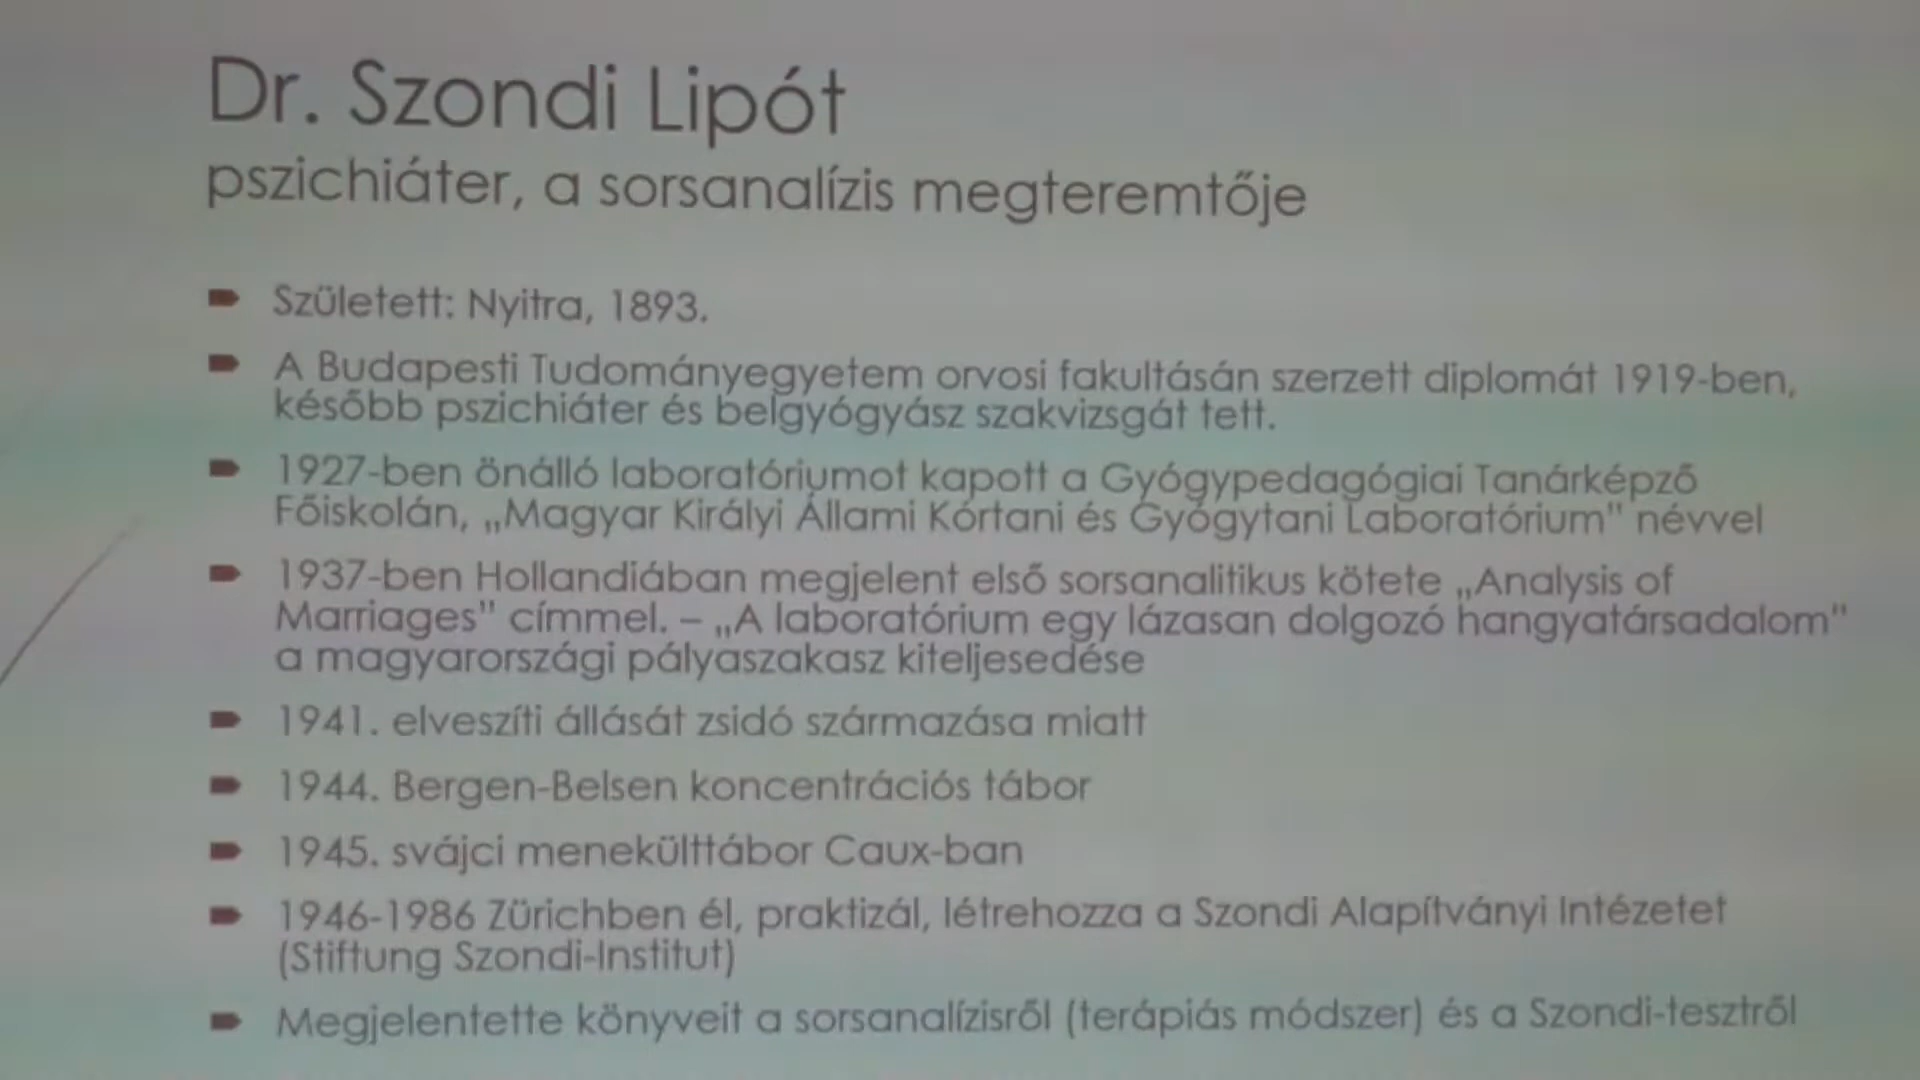 Dr. Szondi Lipót
pszichiáter, a sorsanalízis megteremtője
Született: Nyitra, 1893.
A Budapesti Tudományegyetem orvosi fakultásán szerzett diplomát 1919-ben,
később pszichiáter és belgyógyász szakvizsgát tett.
1927-ben önálló laboratóriumot kapott a Gyógypedagógiai Tanárképző
Főiskolán, „Magyar Királyi Állami Kórtani és Gyógytani Laboratórium" névvel
1937-ben Hollandiában megjelent első sorsanalitikus kötete „Analysis of
Marriages" címmel. – „A laboratórium egy lázasan dolgozó hangyatársadalom"
a magyarországi pályaszakasz kiteljesedése
1941. elveszíti állását zsidó származása miatt
1944. Bergen-Belsen koncentrációs tábor
1945. svájci menekülttábor Caux-ban
1946-1986 Zürichben él, praktizál, létrehozza a Szondi Alapítványi Intézetet
(Stiftung Szondi-Institut)
Megjelentette könyveit a sorsanalízisről (terápiás módszer) és a Szondi-tesztről